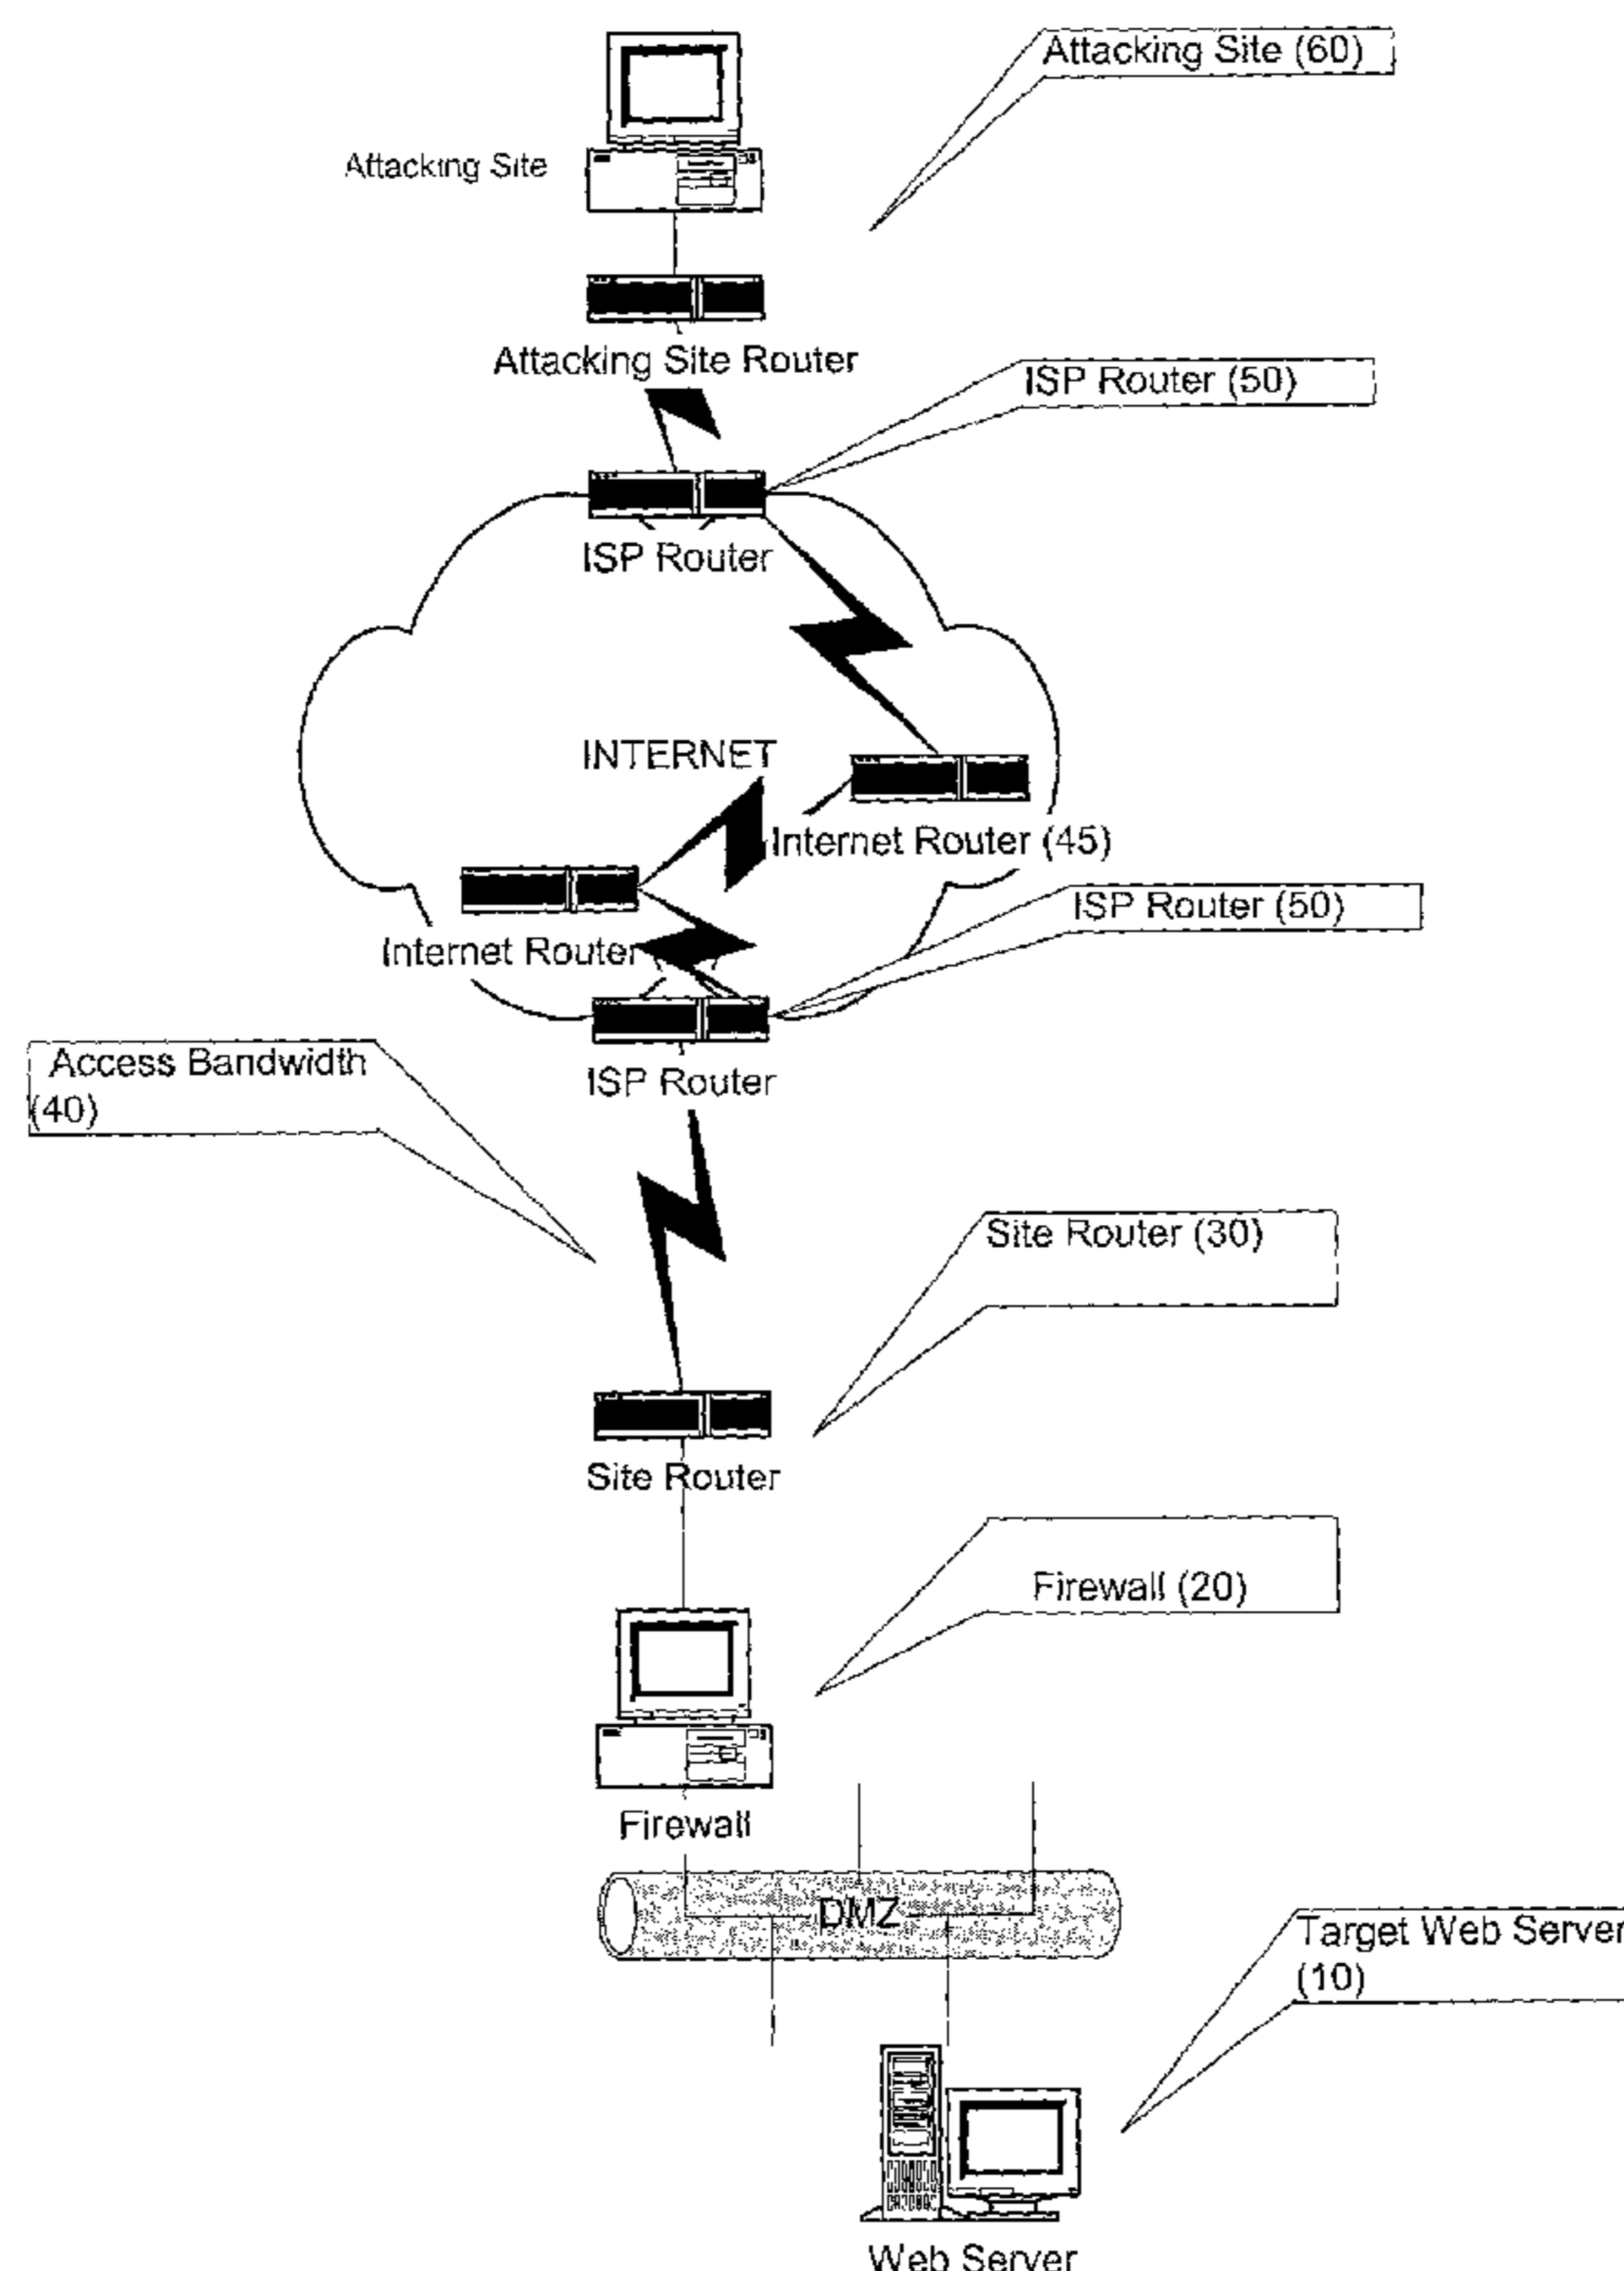 Attacking Site (60)
Attacking Site
Attacking Site Router
ISP Router (50)
ISP Router
INTERNET
Internet Router (45)
ISP Router (50)
Internet Router
Access Bandwidth
(40)
ISP Router
Site Router (30)
Site Router
Firewall (20)
Firewall
DMZ
Target Web Server
(10)
Web Server